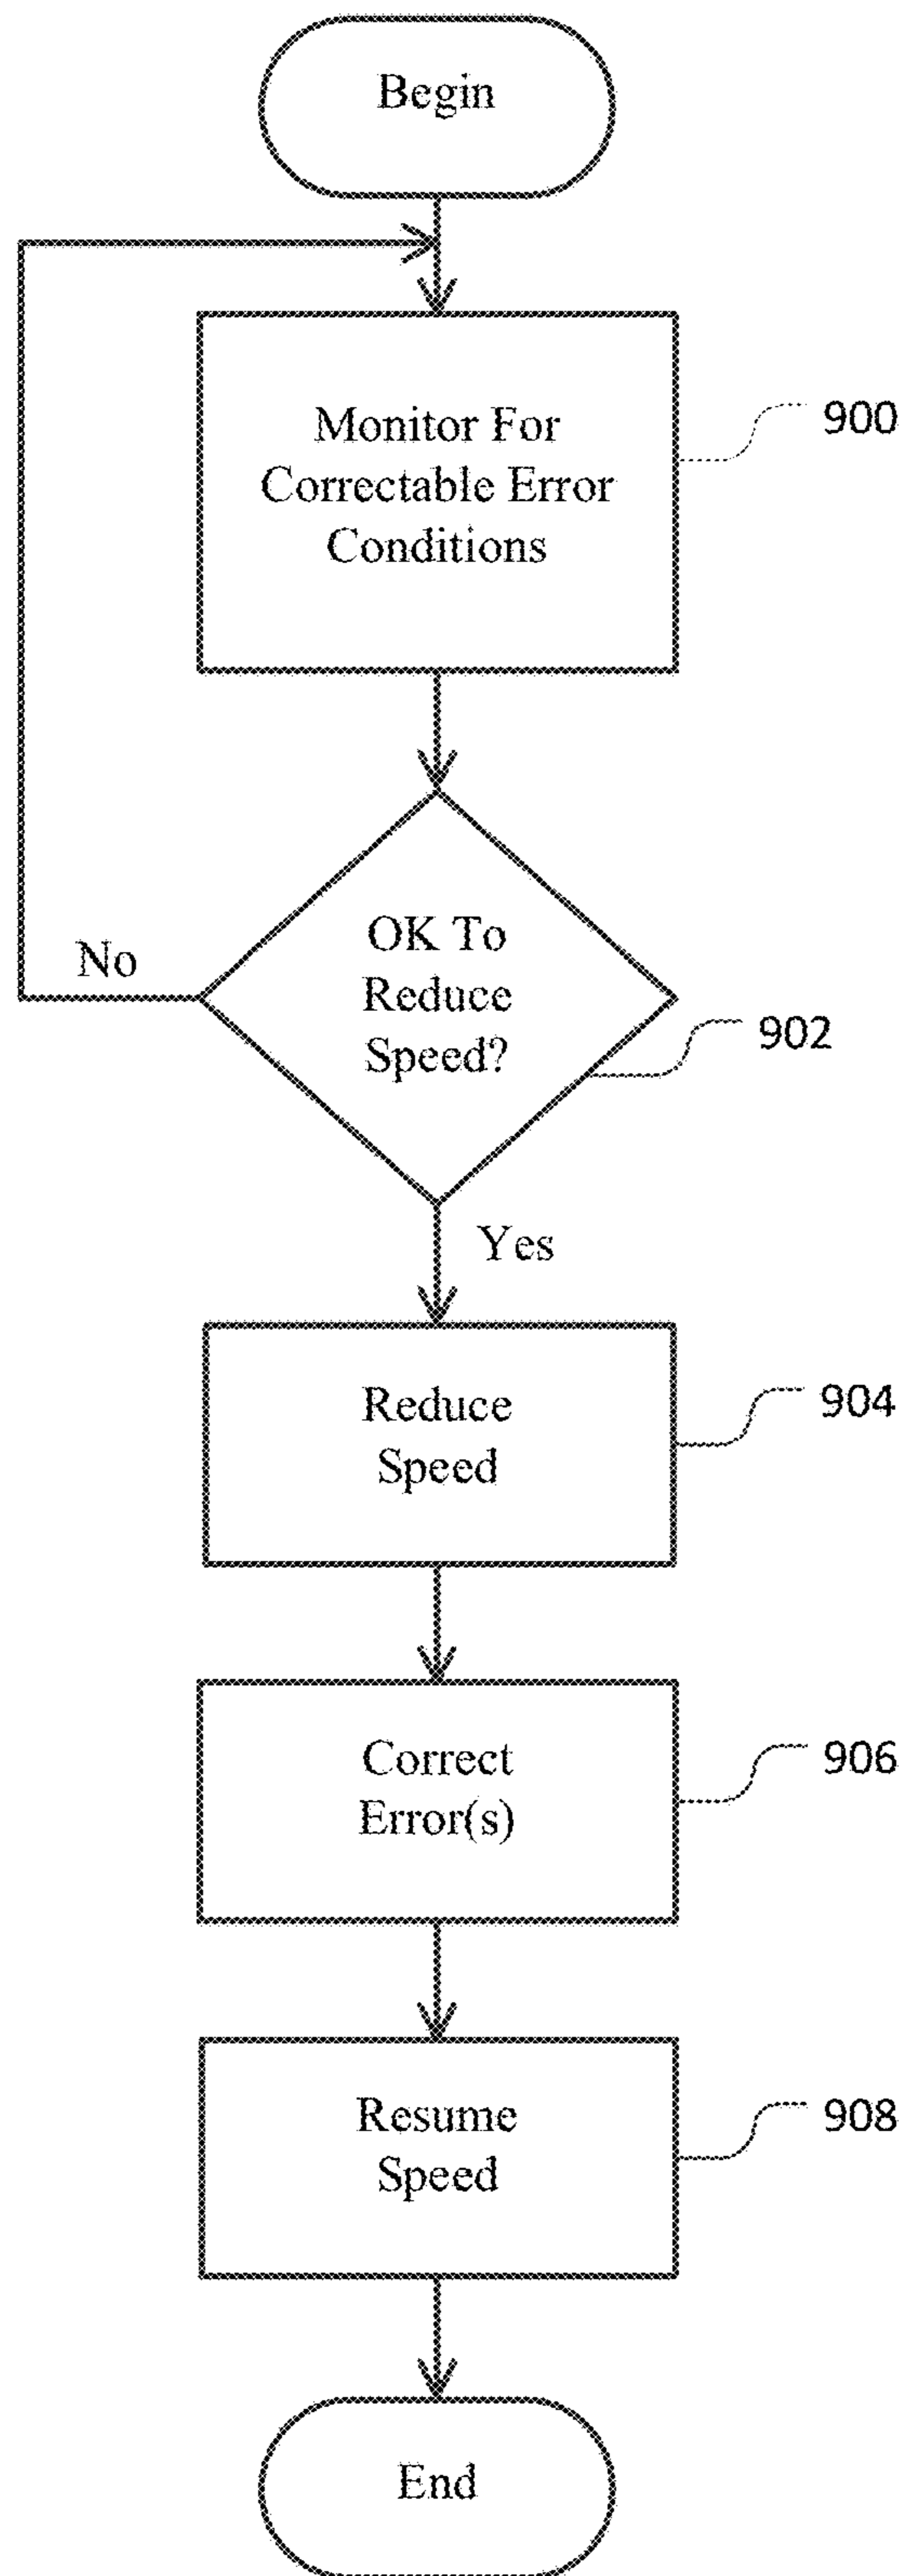 Begin
Monitor For
Correctable Error
Conditions
900
OK To
Reduce
Speed?
902
No
Yes
Reduce
Speed
904
Correct
Error(s)
906
Resume
Speed
908
End